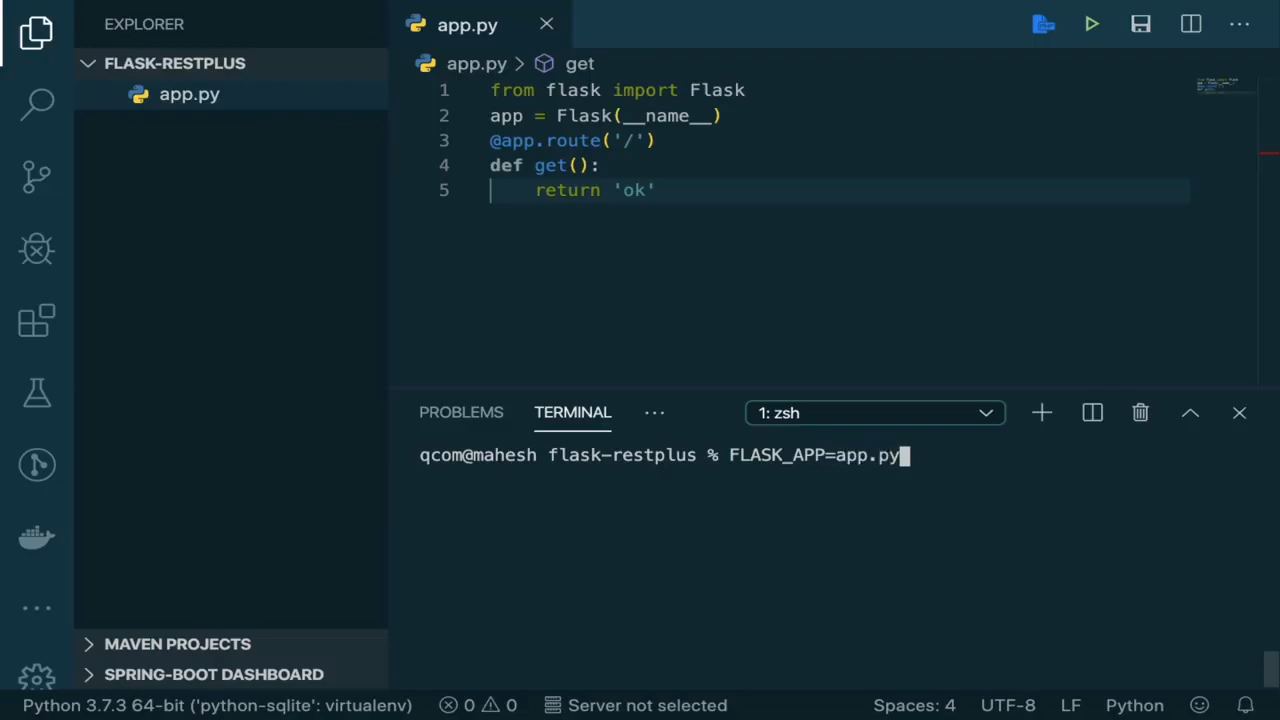 EXPLORER
FLASK-RESTPLUS
app.py
MAVEN PROJECTS
SPRING-BOOT DASHBOARD
app.py
app.py > get
1 from flask import Flask
2 app = Flask(__name__)
3 @app.route('/')
4 def get():
5 return 'ok'
PROBLEMS TERMINAL ... 1: zsh
qcom@mahesh flask-restplus % FLASK_APP=app.py
Python 3.7.3 64-bit ('python-sqlite': virtualenv) 0 0 Server not selected Spaces: 4 UTF-8 LF Python